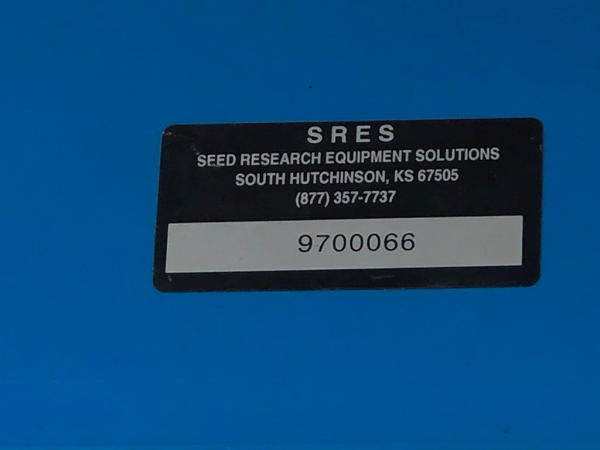 SRES
SEED RESEARCH EQUIPMENT SOLUTIONS
SOUTH HUTCHINSON, KS 67505
(877) 357-7737
9700066